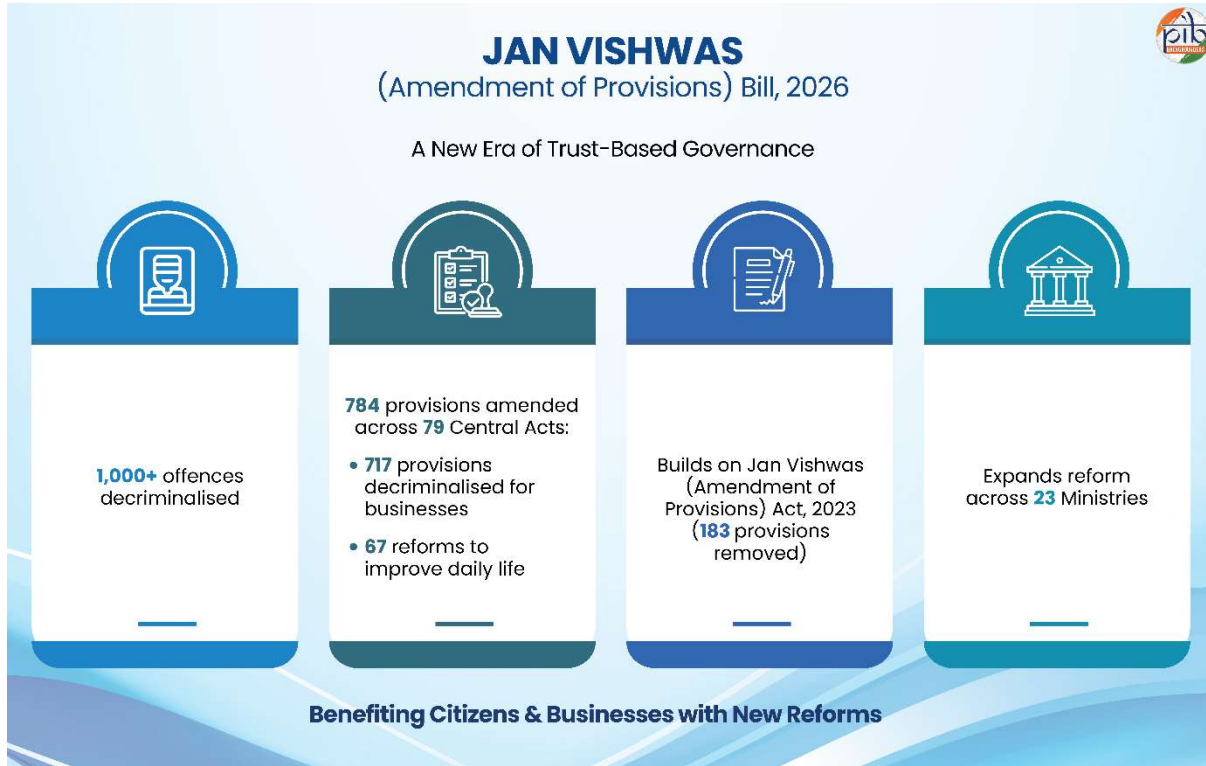 JAN VISHWAS
(Amendment of Provisions) Bill, 2026
A New Era of Trust-Based Governance
1,000+ offences
decriminalised
784 provisions amended
across 79 Central Acts:
• 717 provisions
decriminalised for
businesses
• 67 reforms to
improve daily life
Builds on Jan Vishwas
(Amendment of
Provisions) Act, 2023
(183 provisions
removed)
Expands reform
across 23 Ministries
Benefiting Citizens & Businesses with New Reforms
pib